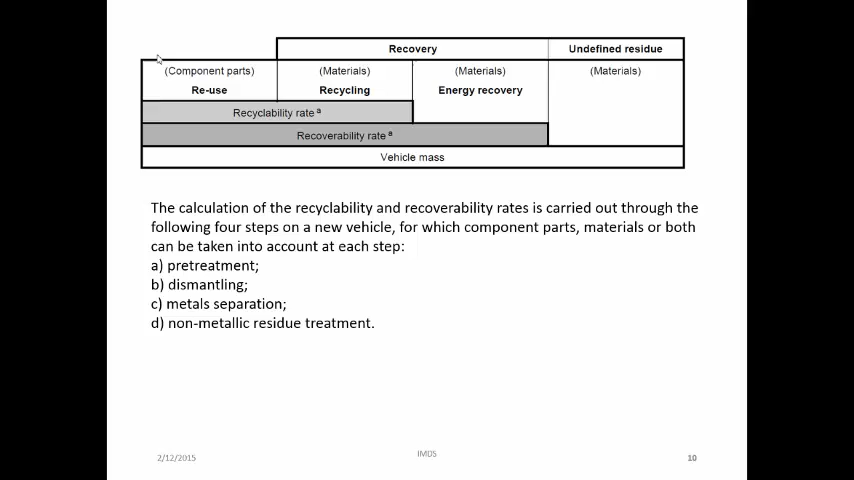 Recovery Undefined residue
(Component parts) (Materials) (Materials) (Materials)
Re-use Recycling Energy recovery
Recyclability rate a
Recoverability rate a
Vehicle mass
The calculation of the recyclability and recoverability rates is carried out through the
following four steps on a new vehicle, for which component parts, materials or both
can be taken into account at each step:
a) pretreatment;
b) dismantling;
c) metals separation;
d) non-metallic residue treatment.
2/12/2015 IMDS 10